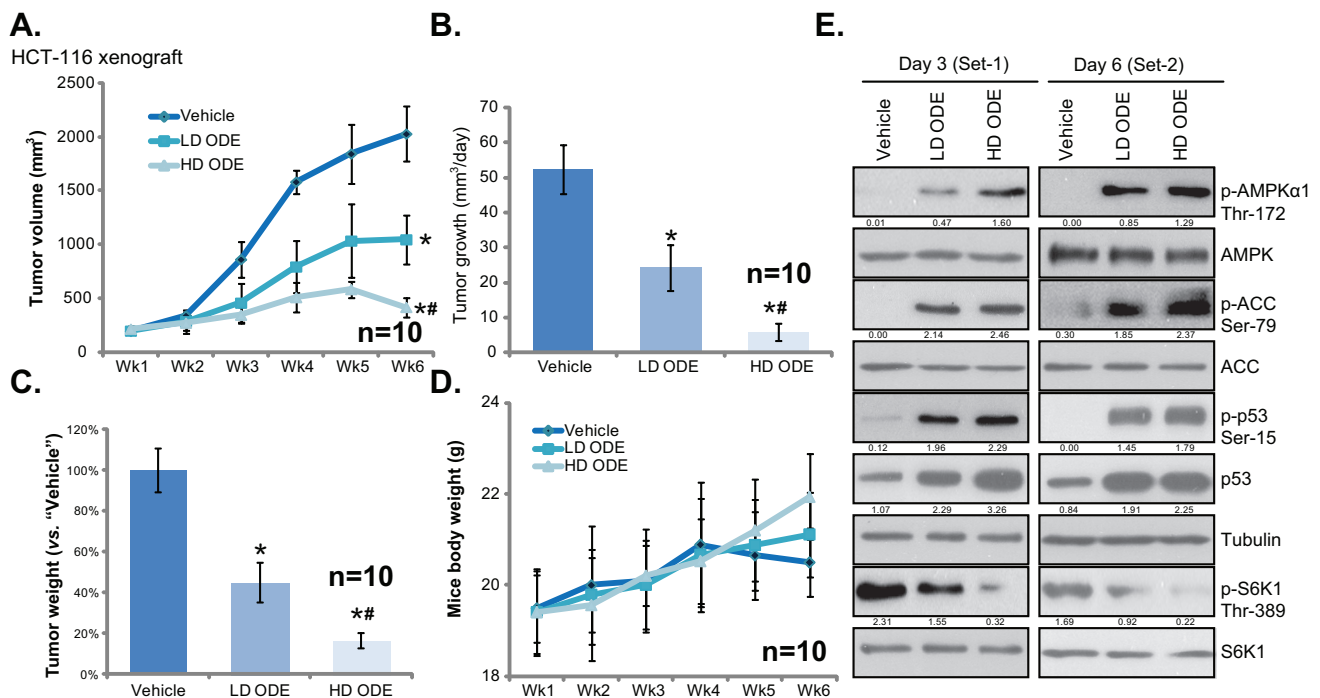 A.
HCT-116 xenograft
Tumor volume (mm³)
2500
2000
1500
1000
500
0
Vehicle
LD ODE
HD ODE
*
*#
n=10
Wk1 Wk2 Wk3 Wk4 Wk5 Wk6
B.
Tumor growth (mm³/day)
70
60
50
40
30
20
10
0
*
n=10
*#
Vehicle LD ODE HD ODE
C.
Tumor weight (vs. “Vehicle”)
120%
100%
80%
60%
40%
20%
0%
*
n=10
*#
Vehicle LD ODE HD ODE
D.
Mice body weight (g)
24
22
20
18
Vehicle
LD ODE
HD ODE
n=10
Wk1 Wk2 Wk3 Wk4 Wk5 Wk6
E.
Day 3 (Set-1) Day 6 (Set-2)
Vehicle LD ODE HD ODE Vehicle LD ODE HD ODE
p-AMPKα1
Thr-172
0.01 0.47 1.60 0.00 0.85 1.29
AMPK
p-ACC
Ser-79
0.00 2.14 2.46 0.30 1.85 2.37
ACC
p-p53
Ser-15
0.12 1.96 2.29 0.00 1.45 1.79
p53
1.07 2.29 3.26 0.84 1.91 2.25
Tubulin
p-S6K1
Thr-389
2.31 1.55 0.32 1.69 0.92 0.22
S6K1